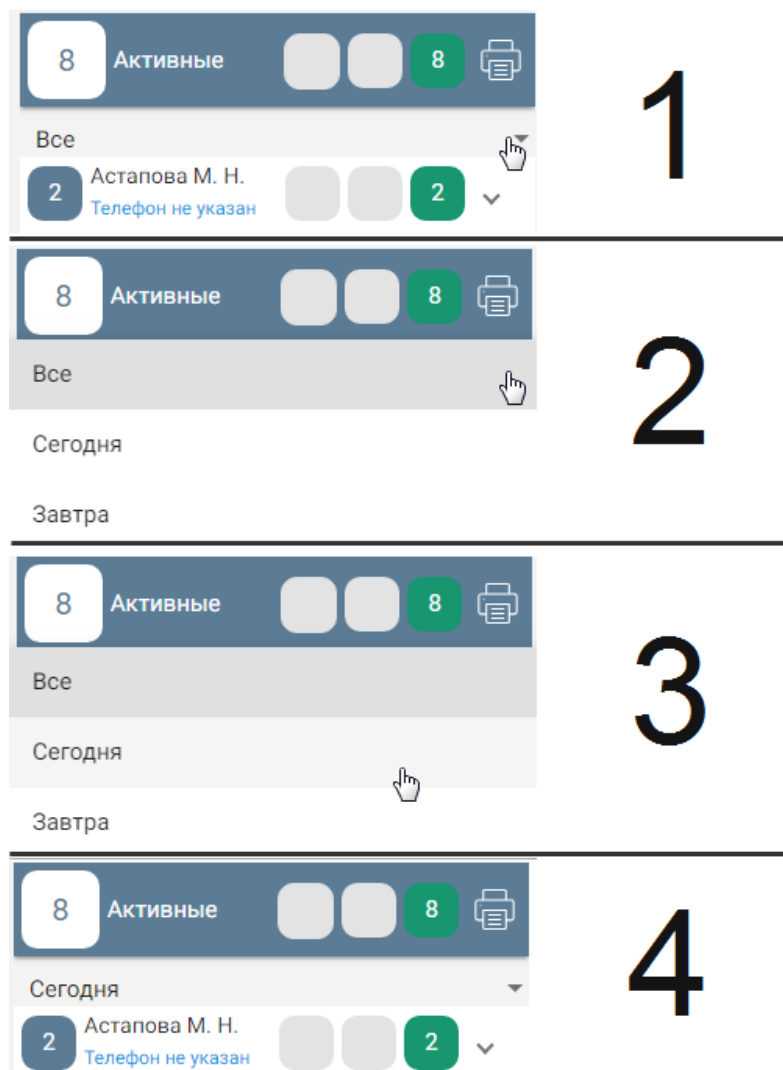 8 Активные 8
Все
2 Астапова М. Н. 2
Телефон не указан
1
8 Активные 8
Все
Сегодня
Завтра
2
8 Активные 8
Все
Сегодня
Завтра
3
8 Активные 8
Сегодня
2 Астапова М. Н. 2
Телефон не указан
4